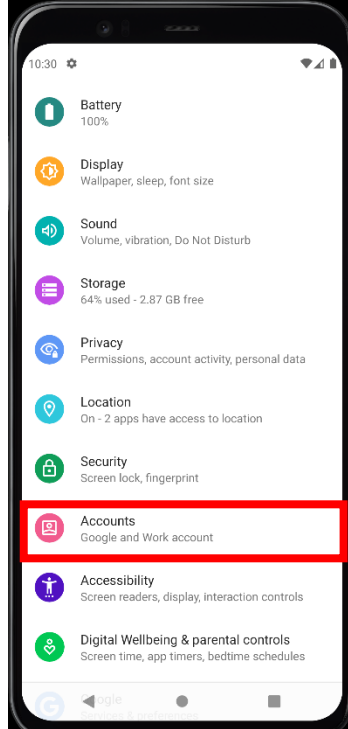 10:30
Battery
100%
Display
Wallpaper, sleep, font size
Sound
Volume, vibration, Do Not Disturb
Storage
64% used - 2.87 GB free
Privacy
Permissions, account activity, personal data
Location
On - 2 apps have access to location
Security
Screen lock, fingerprint
Accounts
Google and Work account
Accessibility
Screen readers, display, interaction controls
Digital Wellbeing & parental controls
Screen time, app timers, bedtime schedules
Google
Services & preferences